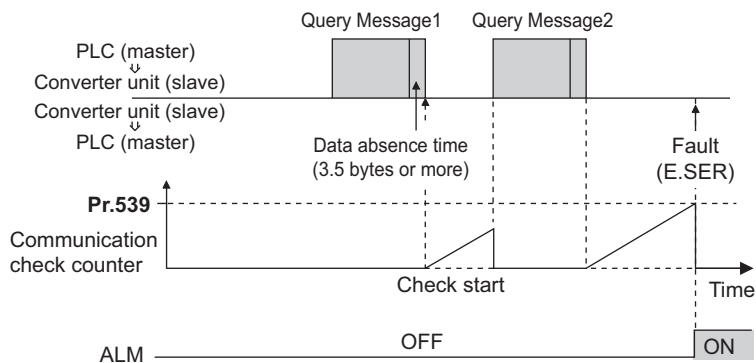 Query Message1
Query Message2
PLC (master)
⇩
Converter unit (slave)
Converter unit (slave)
⇩
PLC (master)
Data absence time
(3.5 bytes or more)
Fault
(E.SER)
Pr.539
Communication
check counter
Check start
Time
ALM
OFF
ON